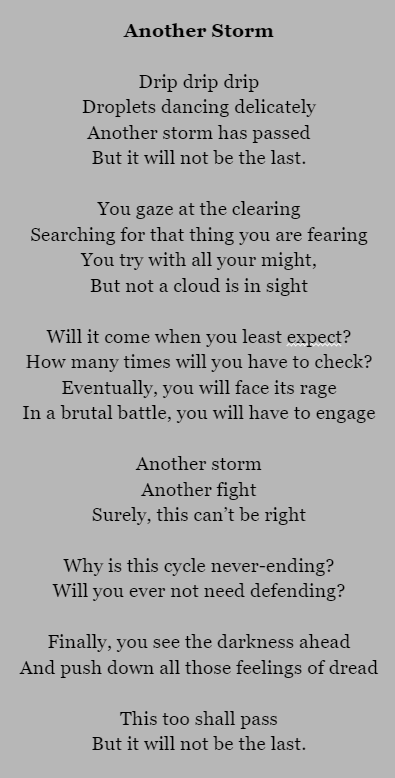 Another Storm
Drip drip drip
Droplets dancing delicately
Another storm has passed
But it will not be the last.
You gaze at the clearing
Searching for that thing you are fearing
You try with all your might,
But not a cloud is in sight
Will it come when you least expect?
How many times will you have to check?
Eventually, you will face its rage
In a brutal battle, you will have to engage
Another storm
Another fight
Surely, this can’t be right
Why is this cycle never-ending?
Will you ever not need defending?
Finally, you see the darkness ahead
And push down all those feelings of dread
This too shall pass
But it will not be the last.